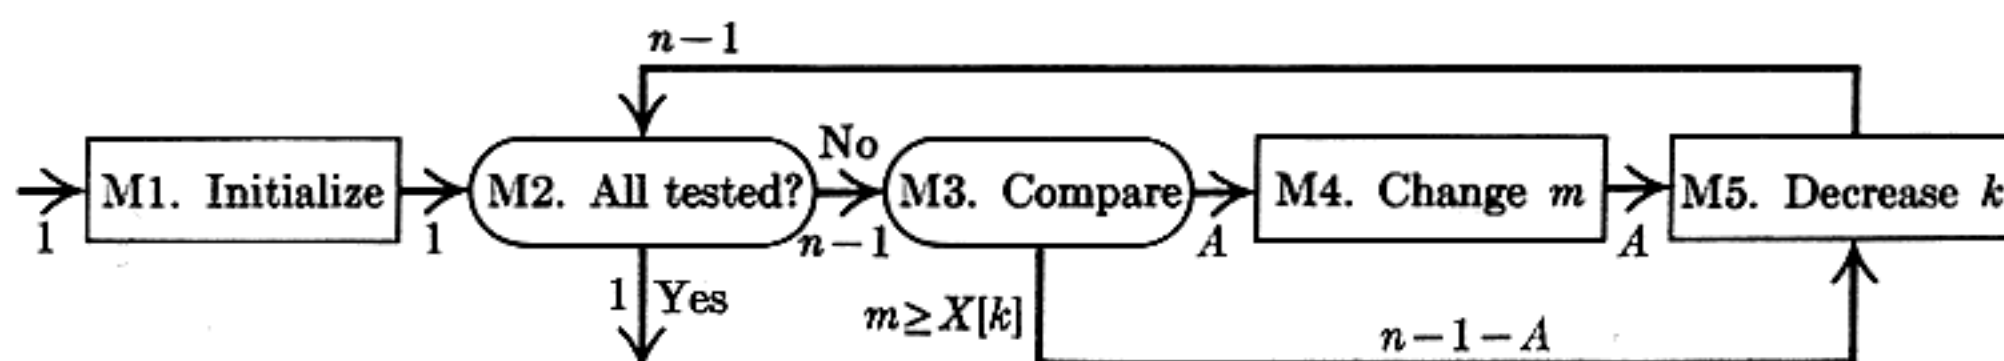 n−1
No
M1. Initialize
M2. All tested?
M3. Compare
M4. Change m
M5. Decrease k
1
1
n−1
A
A
1
Yes
m≥X[k]
n−1−A